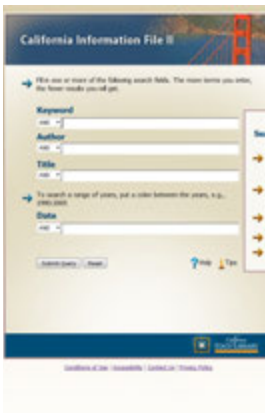 California Information File II
Fill in one or more of the following search fields. The more terms you enter,
the fewer results you will get.
Keyword
Author
Title
To search a range of years, put a colon between the years, e.g.,
Date
Submit Query Reset
? Help Tips
California
Conditions of Use | Accessibility | Contact Us | Privacy Policy